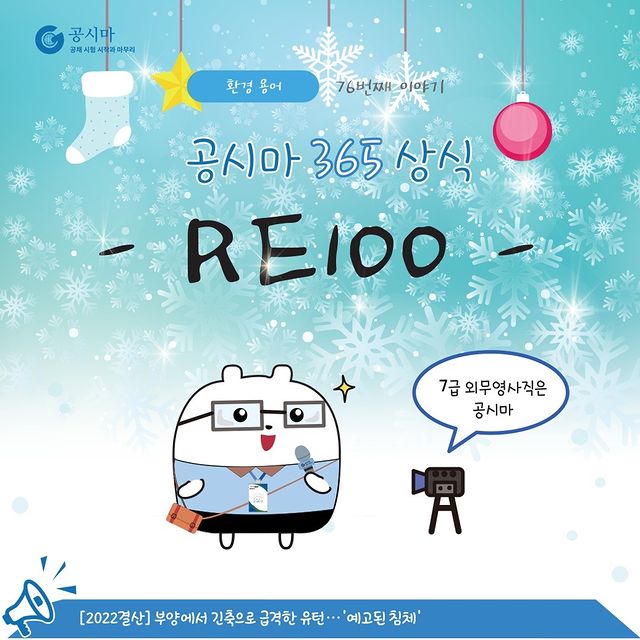 공시마
공채 시험 시작과 마무리
환경 용어
76번째 이야기
공시마 365 상식
- RE100 -
7급 외무영사직은
공시마
[2022결산] 부양에서 긴축으로 급격한 유턴…'예고된 침체'